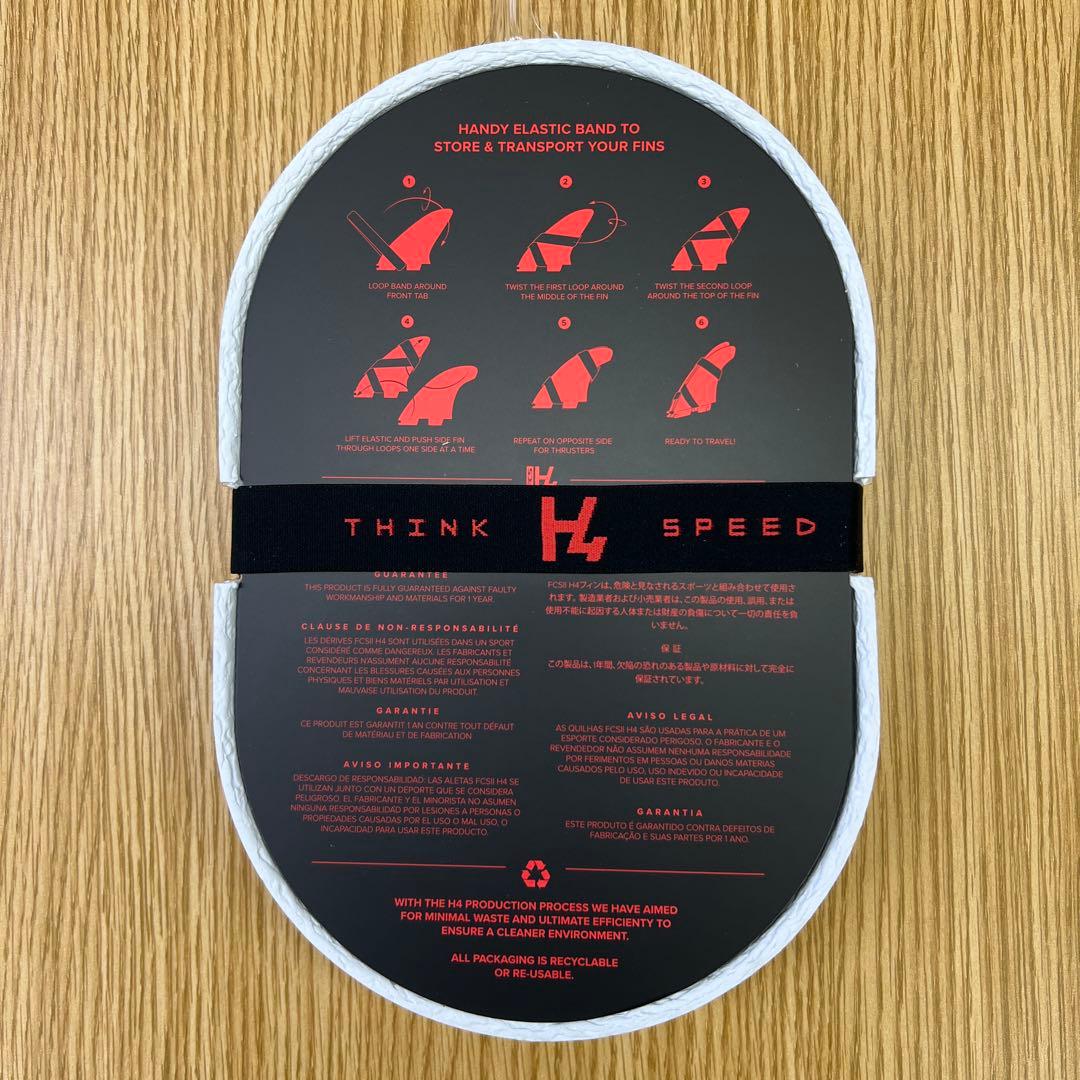 HANDY ELASTIC BAND TO
STORE & TRANSPORT YOUR FINS
1
LOOP BAND AROUND
FRONT TAB
2
TWIST THE FIRST LOOP AROUND
THE MIDDLE OF THE FIN
3
TWIST THE SECOND LOOP
AROUND THE TOP OF THE FIN
4
LIFT ELASTIC AND PUSH SIDE FIN
THROUGH LOOPS ONE SIDE AT A TIME
5
REPEAT ON OPPOSITE SIDE
FOR THRUSTERS
6
READY TO TRAVEL!
THINK H4 SPEED
GUARANTEE
THIS PRODUCT IS FULLY GUARANTEED AGAINST FAULTY
WORKMANSHIP AND MATERIALS FOR 1 YEAR.
CLAUSE DE NON-RESPONSABILITÉ
LES DÉRIVES FCSII H4 SONT UTILISÉES DANS UN SPORT
CONSIDÉRÉ COMME DANGEREUX. LES FABRICANTS ET
REVENDEURS N'ASSUMENT AUCUNE RESPONSABILITÉ
CONCERNANT LES BLESSURES CAUSÉES AUX PERSONNES
PHYSIQUES ET BIENS MATÉRIELS PAR UTILISATION ET
MAUVAISE UTILISATION DU PRODUIT.
GARANTIE
CE PRODUIT EST GARANTIT 1 AN CONTRE TOUT DÉFAUT
DE MATÉRIAU ET DE FABRICATION
AVISO IMPORTANTE
DESCARGO DE RESPONSABILIDAD: LAS ALETAS FCSII H4 SE
UTILIZAN JUNTO CON UN DEPORTE QUE SE CONSIDERA
PELIGROSO. EL FABRICANTE Y EL MINORISTA NO ASUMEN
NINGUNA RESPONSABILIDAD POR LESIONES A PERSONAS O
PROPIEDADES CAUSADAS POR EL USO O MAL USO, O
INCAPACIDAD PARA USAR ESTE PRODUCTO.
FCSII H4フィンは、危険と見なされるスポーツと組み合わせて使用さ
れます。製造業者および小売業者は、この製品の使用、誤用、または
使用不能に起因する人体または財産の負傷について一切の責任を負
いません。
保証
この製品は、1年間、欠陥の恐れのある製品や原材料に対して完全に
保証されています。
AVISO LEGAL
AS QUILHAS FCSII H4 SÃO USADAS PARA A PRÁTICA DE UM
ESPORTE CONSIDERADO PERIGOSO. O FABRICANTE E O
REVENDEDOR NÃO ASSUMEM NENHUMA RESPONSABILIDADE
POR FERIMENTOS EM PESSOAS OU DANOS MATERIAS
CAUSADOS PELO USO, USO INDEVIDO OU INCAPACIDADE
DE USAR ESTE PRODUTO.
GARANTIA
ESTE PRODUTO É GARANTIDO CONTRA DEFEITOS DE
FABRICAÇÃO E SUAS PARTES POR 1 ANO.
WITH THE H4 PRODUCTION PROCESS WE HAVE AIMED
FOR MINIMAL WASTE AND ULTIMATE EFFICIENTY TO
ENSURE A CLEANER ENVIRONMENT.
ALL PACKAGING IS RECYCLABLE
OR RE-USABLE.